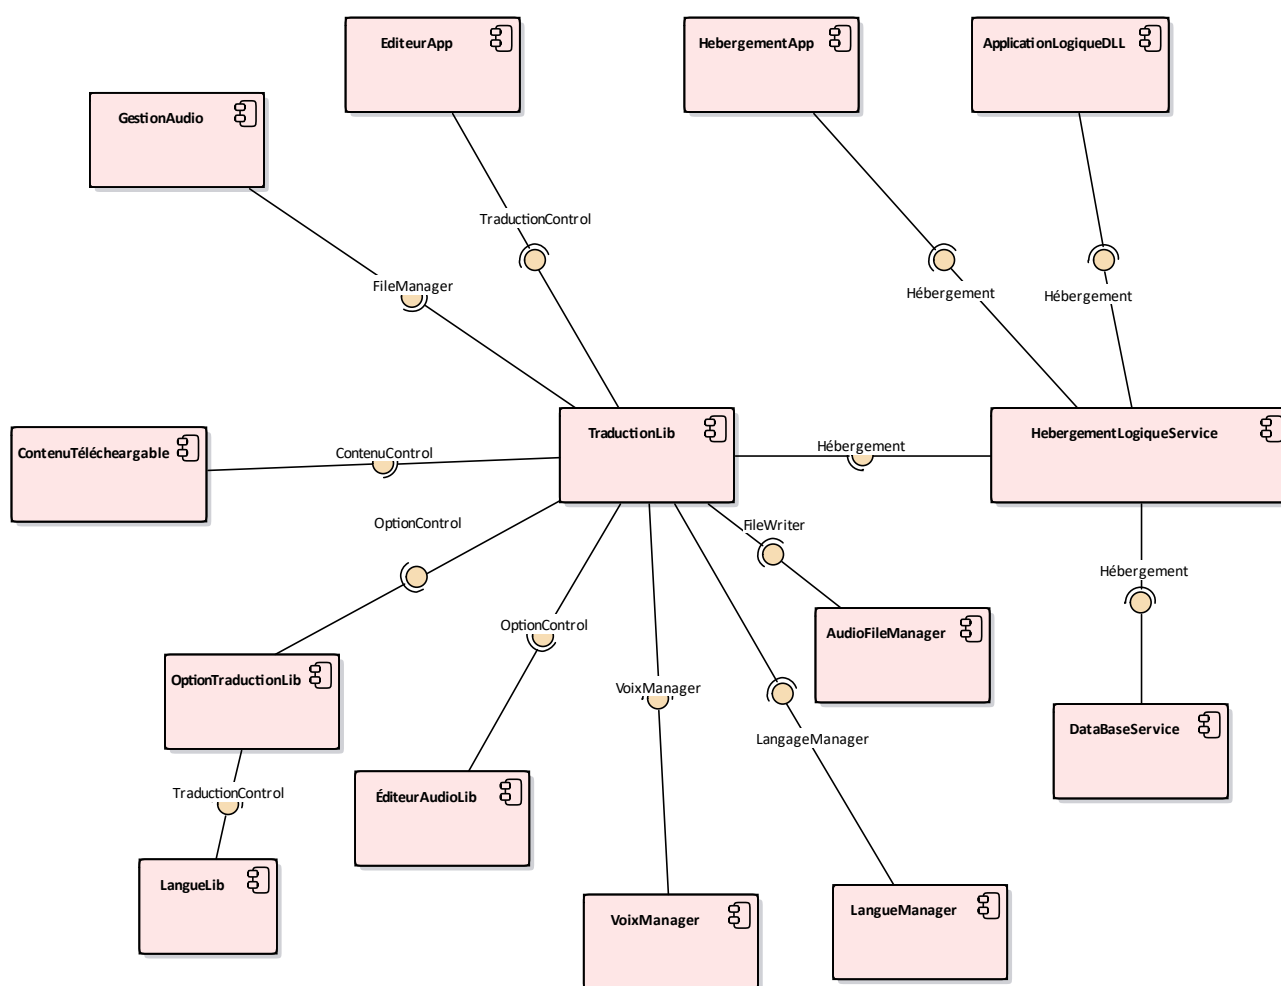 EditeurApp
HebergementApp
ApplicationLogiqueDLL
GestionAudio
TraductionControl
FileManager
Hébergement
Hébergement
TraductionLib
HebergementLogiqueService
ContenuTélécheargable
ContenuControl
Hébergement
OptionControl
FileWriter
Hébergement
OptionControl
AudioFileManager
OptionTraductionLib
VoixManager
DataBaseService
LangageManager
TraductionControl
ÉditeurAudioLib
LangueLib
VoixManager
LangueManager